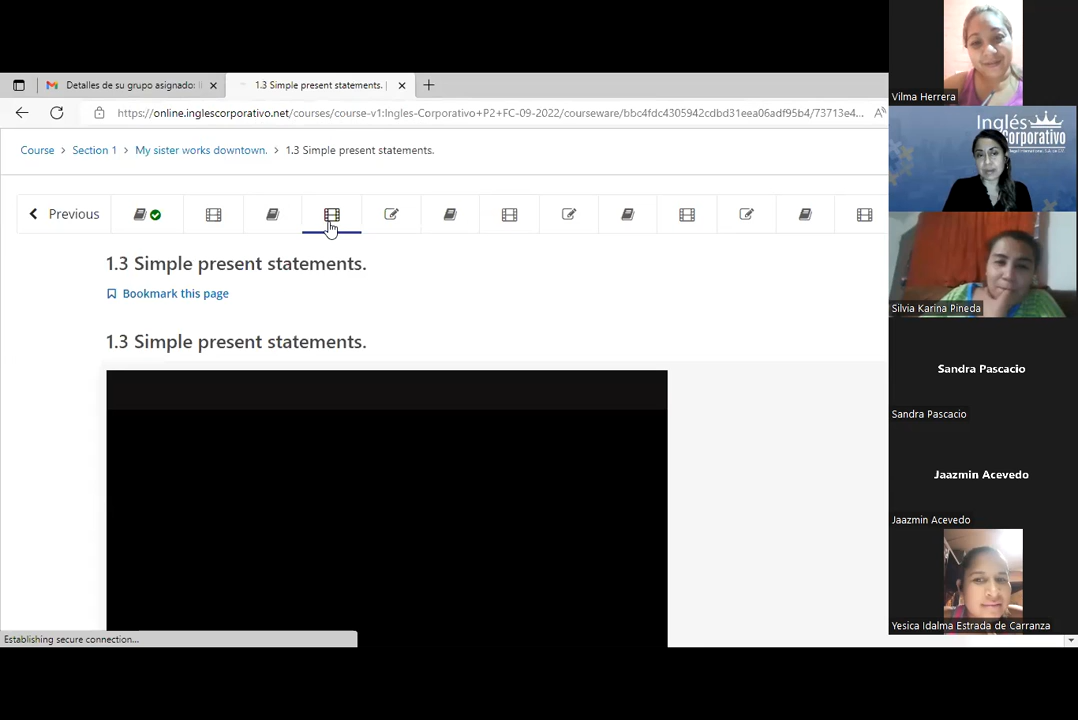 Detalles de su grupo asignado: I
1.3 Simple present statements. |
https://online.inglescorporativo.net/courses/course-v1:Ingles-Corporativo+P2+FC-09-2022/courseware/bbc4fdc4305942cdbd31eea06adf95b4/73713e4...
Course > Section 1 > My sister works downtown. > 1.3 Simple present statements.
Previous
1.3 Simple present statements.
Bookmark this page
1.3 Simple present statements.
Establishing secure connection...
Vilma Herrera
Inglés
Corporativo
Silvia Karina Pineda
Sandra Pascacio
Sandra Pascacio
Jaazmin Acevedo
Jaazmin Acevedo
Yesica Idalma Estrada de Carranza